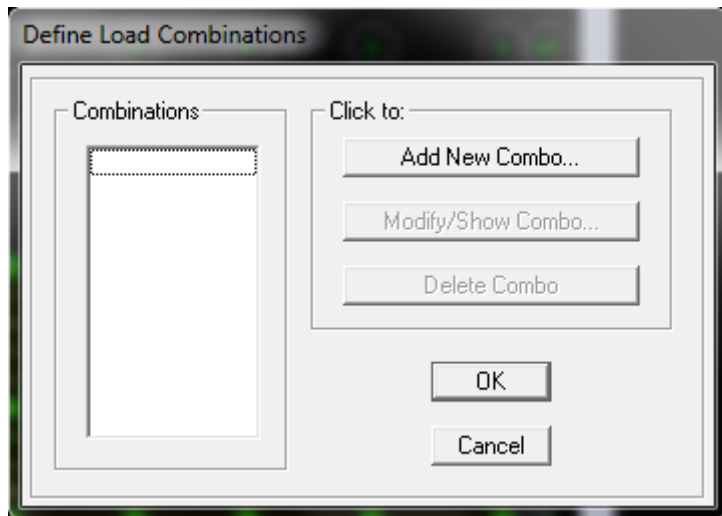 Define Load Combinations
Combinations
Click to:
Add New Combo...
Modify/Show Combo...
Delete Combo
OK
Cancel